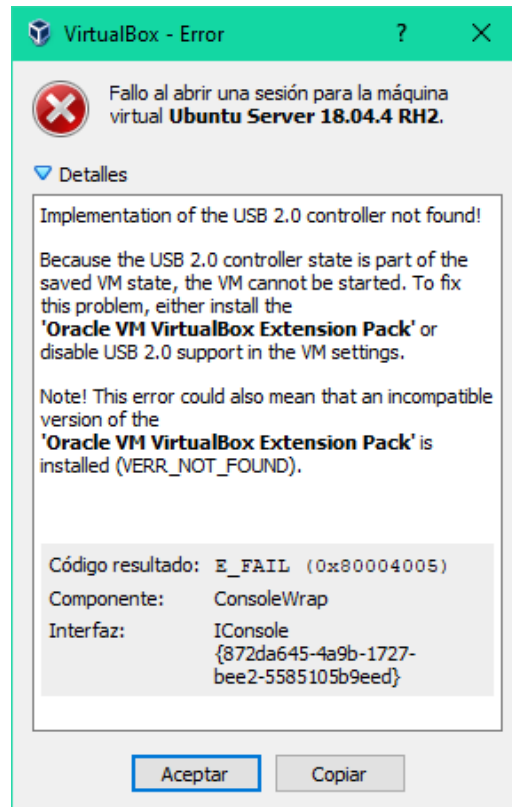 VirtualBox - Error
?
Fallo al abrir una sesión para la máquina
virtual Ubuntu Server 18.04.4 RH2.
Detalles
Implementation of the USB 2.0 controller not found!
Because the USB 2.0 controller state is part of the
saved VM state, the VM cannot be started. To fix
this problem, either install the
'Oracle VM VirtualBox Extension Pack' or
disable USB 2.0 support in the VM settings.
Note! This error could also mean that an incompatible
version of the
'Oracle VM VirtualBox Extension Pack' is
installed (VERR_NOT_FOUND).
Código resultado: E_FAIL (0x80004005)
Componente: ConsoleWrap
Interfaz: IConsole
{872da645-4a9b-1727-
bee2-5585105b9eed}
Aceptar Copiar